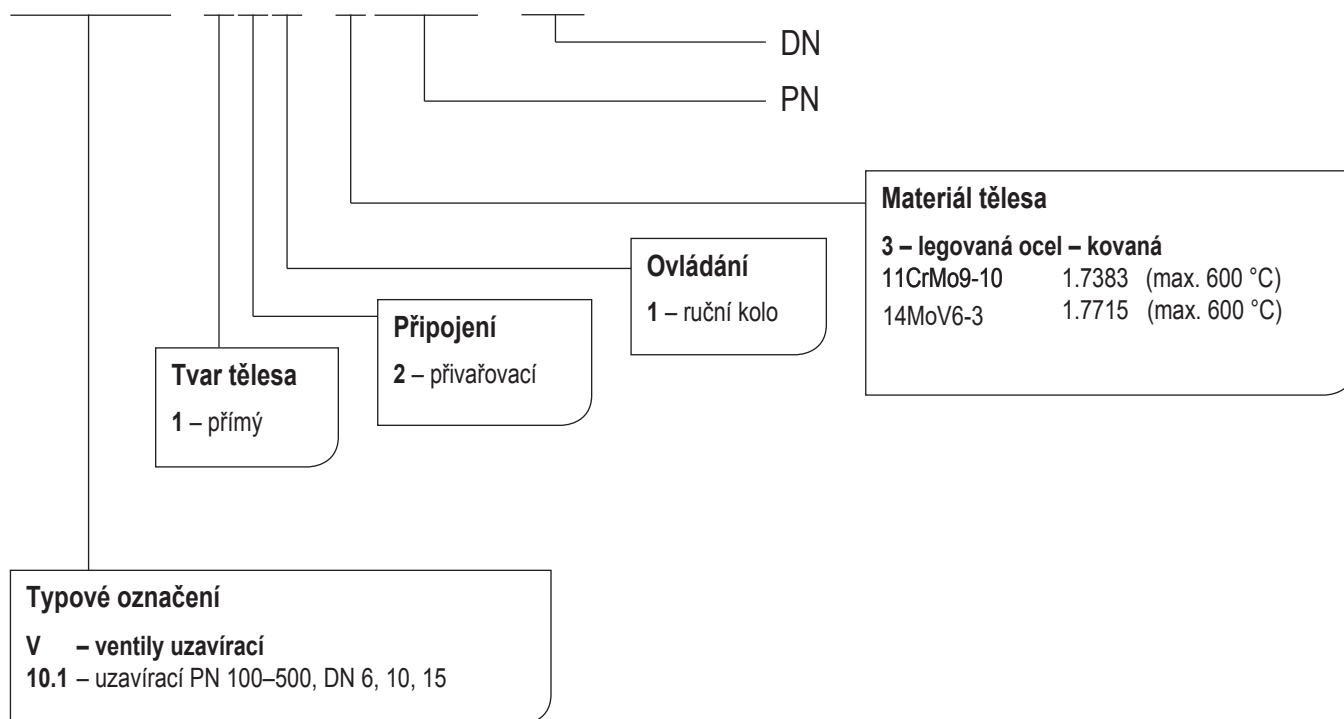 DN
PN
Materiál tělesa
3 – legovaná ocel – kovaná
11CrMo9-10 1.7383 (max. 600 °C)
14MoV6-3 1.7715 (max. 600 °C)
Ovládání
1 – ruční kolo
Připojení
2 – přivařovací
Tvar tělesa
1 – přímý
Typové označení
V – ventily uzavírací
10.1 – uzavírací PN 100–500, DN 6, 10, 15